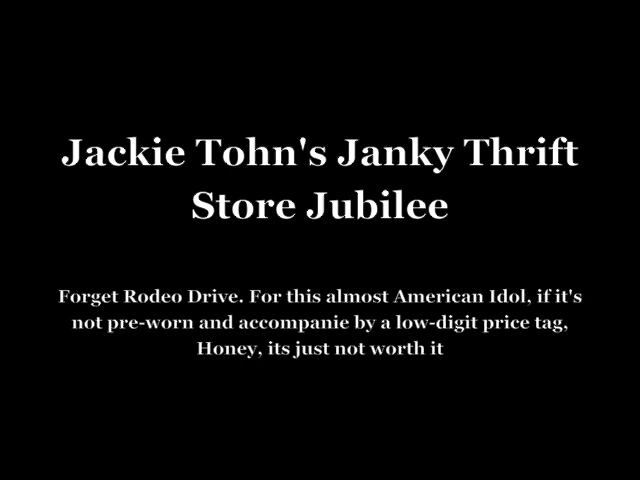 Jackie Tohn's Janky Thrift
Store Jubilee
Forget Rodeo Drive. For this almost American Idol, if it's
not pre-worn and accompanie by a low-digit price tag,
Honey, its just not worth it